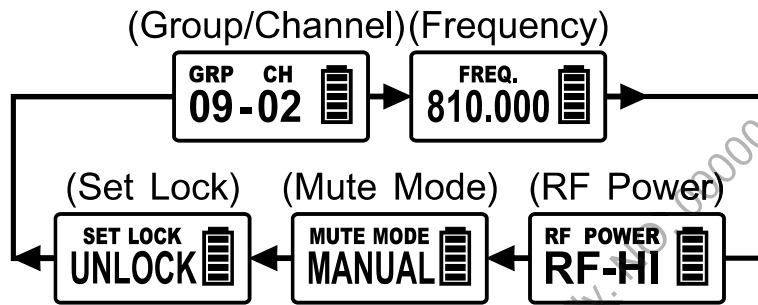 (Group/Channel) (Frequency)
GRP CH
09-02
FREQ.
810.000
(Set Lock) (Mute Mode) (RF Power)
SET LOCK
UNLOCK
MUTE MODE
MANUAL
RF POWER
RF-HI